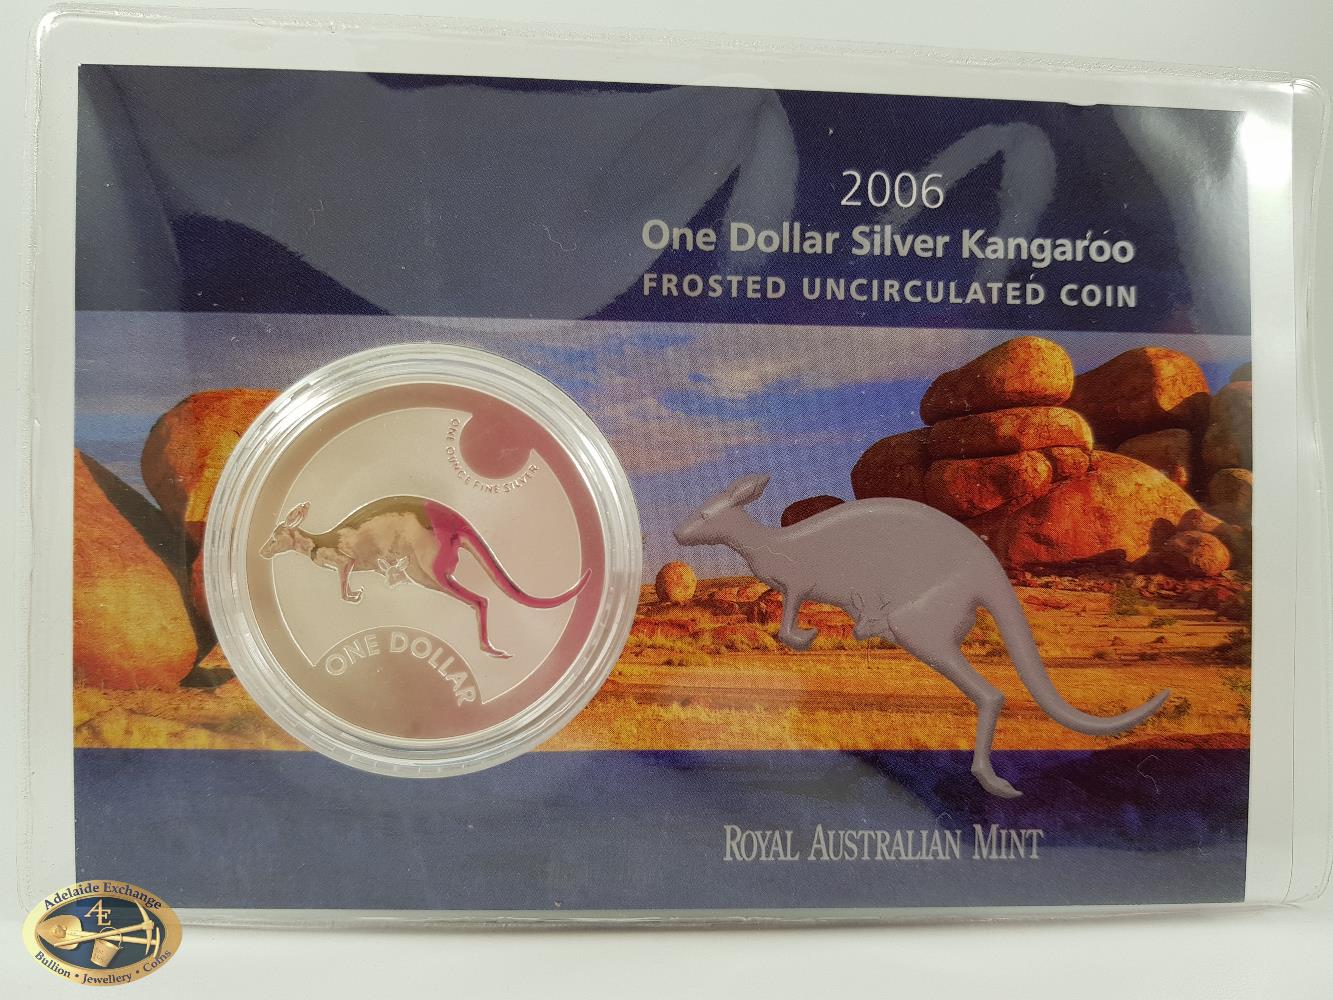 2006
One Dollar Silver Kangaroo
FROSTED UNCIRCULATED COIN
ONE OUNCE FINE SILVER
ONE DOLLAR
ROYAL AUSTRALIAN MINT
Adelaide Exchange
AE
Bullion • Jewellery • Coins